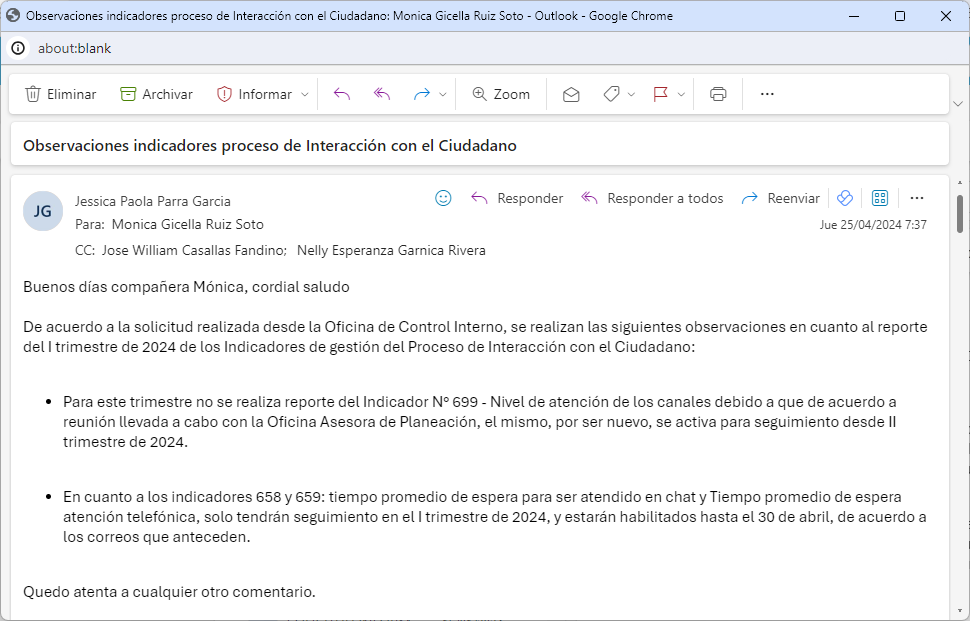 Observaciones indicadores proceso de Interacción con el Ciudadano: Monica Gicella Ruiz Soto - Outlook - Google Chrome
about:blank
Eliminar Archivar Informar Zoom
Observaciones indicadores proceso de Interacción con el Ciudadano
JG
Jessica Paola Parra Garcia
Responder Responder a todos Reenviar
Para: Monica Gicella Ruiz Soto
Jue 25/04/2024 7:37
CC: Jose William Casallas Fandino; Nelly Esperanza Garnica Rivera
Buenos días compañera Mónica, cordial saludo
De acuerdo a la solicitud realizada desde la Oficina de Control Interno, se realizan las siguientes observaciones en cuanto al reporte
del I trimestre de 2024 de los Indicadores de gestión del Proceso de Interacción con el Ciudadano:
• Para este trimestre no se realiza reporte del Indicador N° 699 - Nivel de atención de los canales debido a que de acuerdo a
reunión llevada a cabo con la Oficina Asesora de Planeación, el mismo, por ser nuevo, se activa para seguimiento desde II
trimestre de 2024.
• En cuanto a los indicadores 658 y 659: tiempo promedio de espera para ser atendido en chat y Tiempo promedio de espera
atención telefónica, solo tendrán seguimiento en el I trimestre de 2024, y estarán habilitados hasta el 30 de abril, de acuerdo a
los correos que anteceden.
Quedo atenta a cualquier otro comentario.